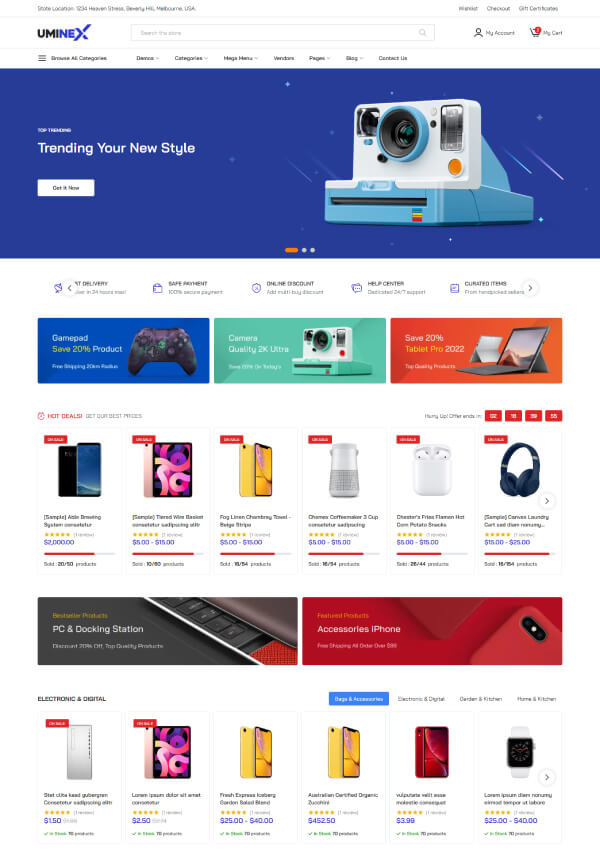 State Location: 1234 Heaven Stress, Beverly Hill, Melbourne, USA.
Wishlist Checkout Gift Certificates
UMINEX
Search the store
My Account
My Cart
Browse All Categories
Demos Categories Mega Menu Vendors Pages Blog Contact Us
TOP TRENDING
Trending Your New Style
Get It Now
SAFE PAYMENT
100% secure payment
ONLINE DISCOUNT
Add multi-buy discount
HELP CENTER
Dedicated 24/7 support
CURATED ITEMS
From handpicked sellers
Gamepad
Save 20% Product
Free Shipping 20km Radius
Camera
Quality 2K Ultra
Save 20% On Today's
Save 20%
Tablet Pro 2022
Top Quality Products
HOT DEALS! GET OUR BEST PRICES
Hurry Up! Offer ends in: 02 18 39 55
ON SALE
[Sample] Able Brewing
System consetetur
(1 review)
$2,000.00
Sold : 20/50 products
ON SALE
[Sample] Tiered Wire Basket
consetetur sadipscing elitr
(1 review)
$5.00 - $15.00
Sold : 10/60 products
ON SALE
Fog Linen Chambray Towel -
Beige Stripe
(1 review)
$5.00 - $15.00
Sold : 18/54 products
ON SALE
Chemex Coffeemaker 3 Cup
consetetur sadipscing
(1 review)
$5.00 - $15.00
Sold : 16/54 products
ON SALE
Chester's Fries Flamen Hot
Corn Potato Snacks
(1 review)
$5.00 - $15.00
Sold : 26/44 products
ON SALE
[Sample] Canvas Laundry
Cart sed diam nonumy...
(1 review)
$15.00 - $25.00
Sold : 16/154 products
Bestseller Products
PC & Docking Station
Discount 20% Off, Top Quality Products
Featured Products
Accessories iPhone
Free Shipping All Order Over $99
ELECTRONIC & DIGITAL
Bags & Accessories Electronic & Digital Garden & Kitchen Home & Kitchen
ON SALE
Stet clita kasd gubergren
Consetetur sadipscing elitr
(1 review)
$1.50
In Stock 70 products
ON SALE
Lorem ipsum dolor sit amet
consetetur
(1 review)
$2.50
In Stock 70 products
Fresh Express Iceberg
Garden Salad Blend
(1 review)
$25.00 - $40.00
In Stock 70 products
Australian Certified Organic
Zucchini
(1 review)
$452.50
In Stock 70 products
vulputate velit esse
molestie consequat
(1 review)
$3.99
In Stock 70 products
Lorem ipsum diam nonumy
eirmod tempor ut labore
(1 review)
$25.00 - $40.00
In Stock 70 products